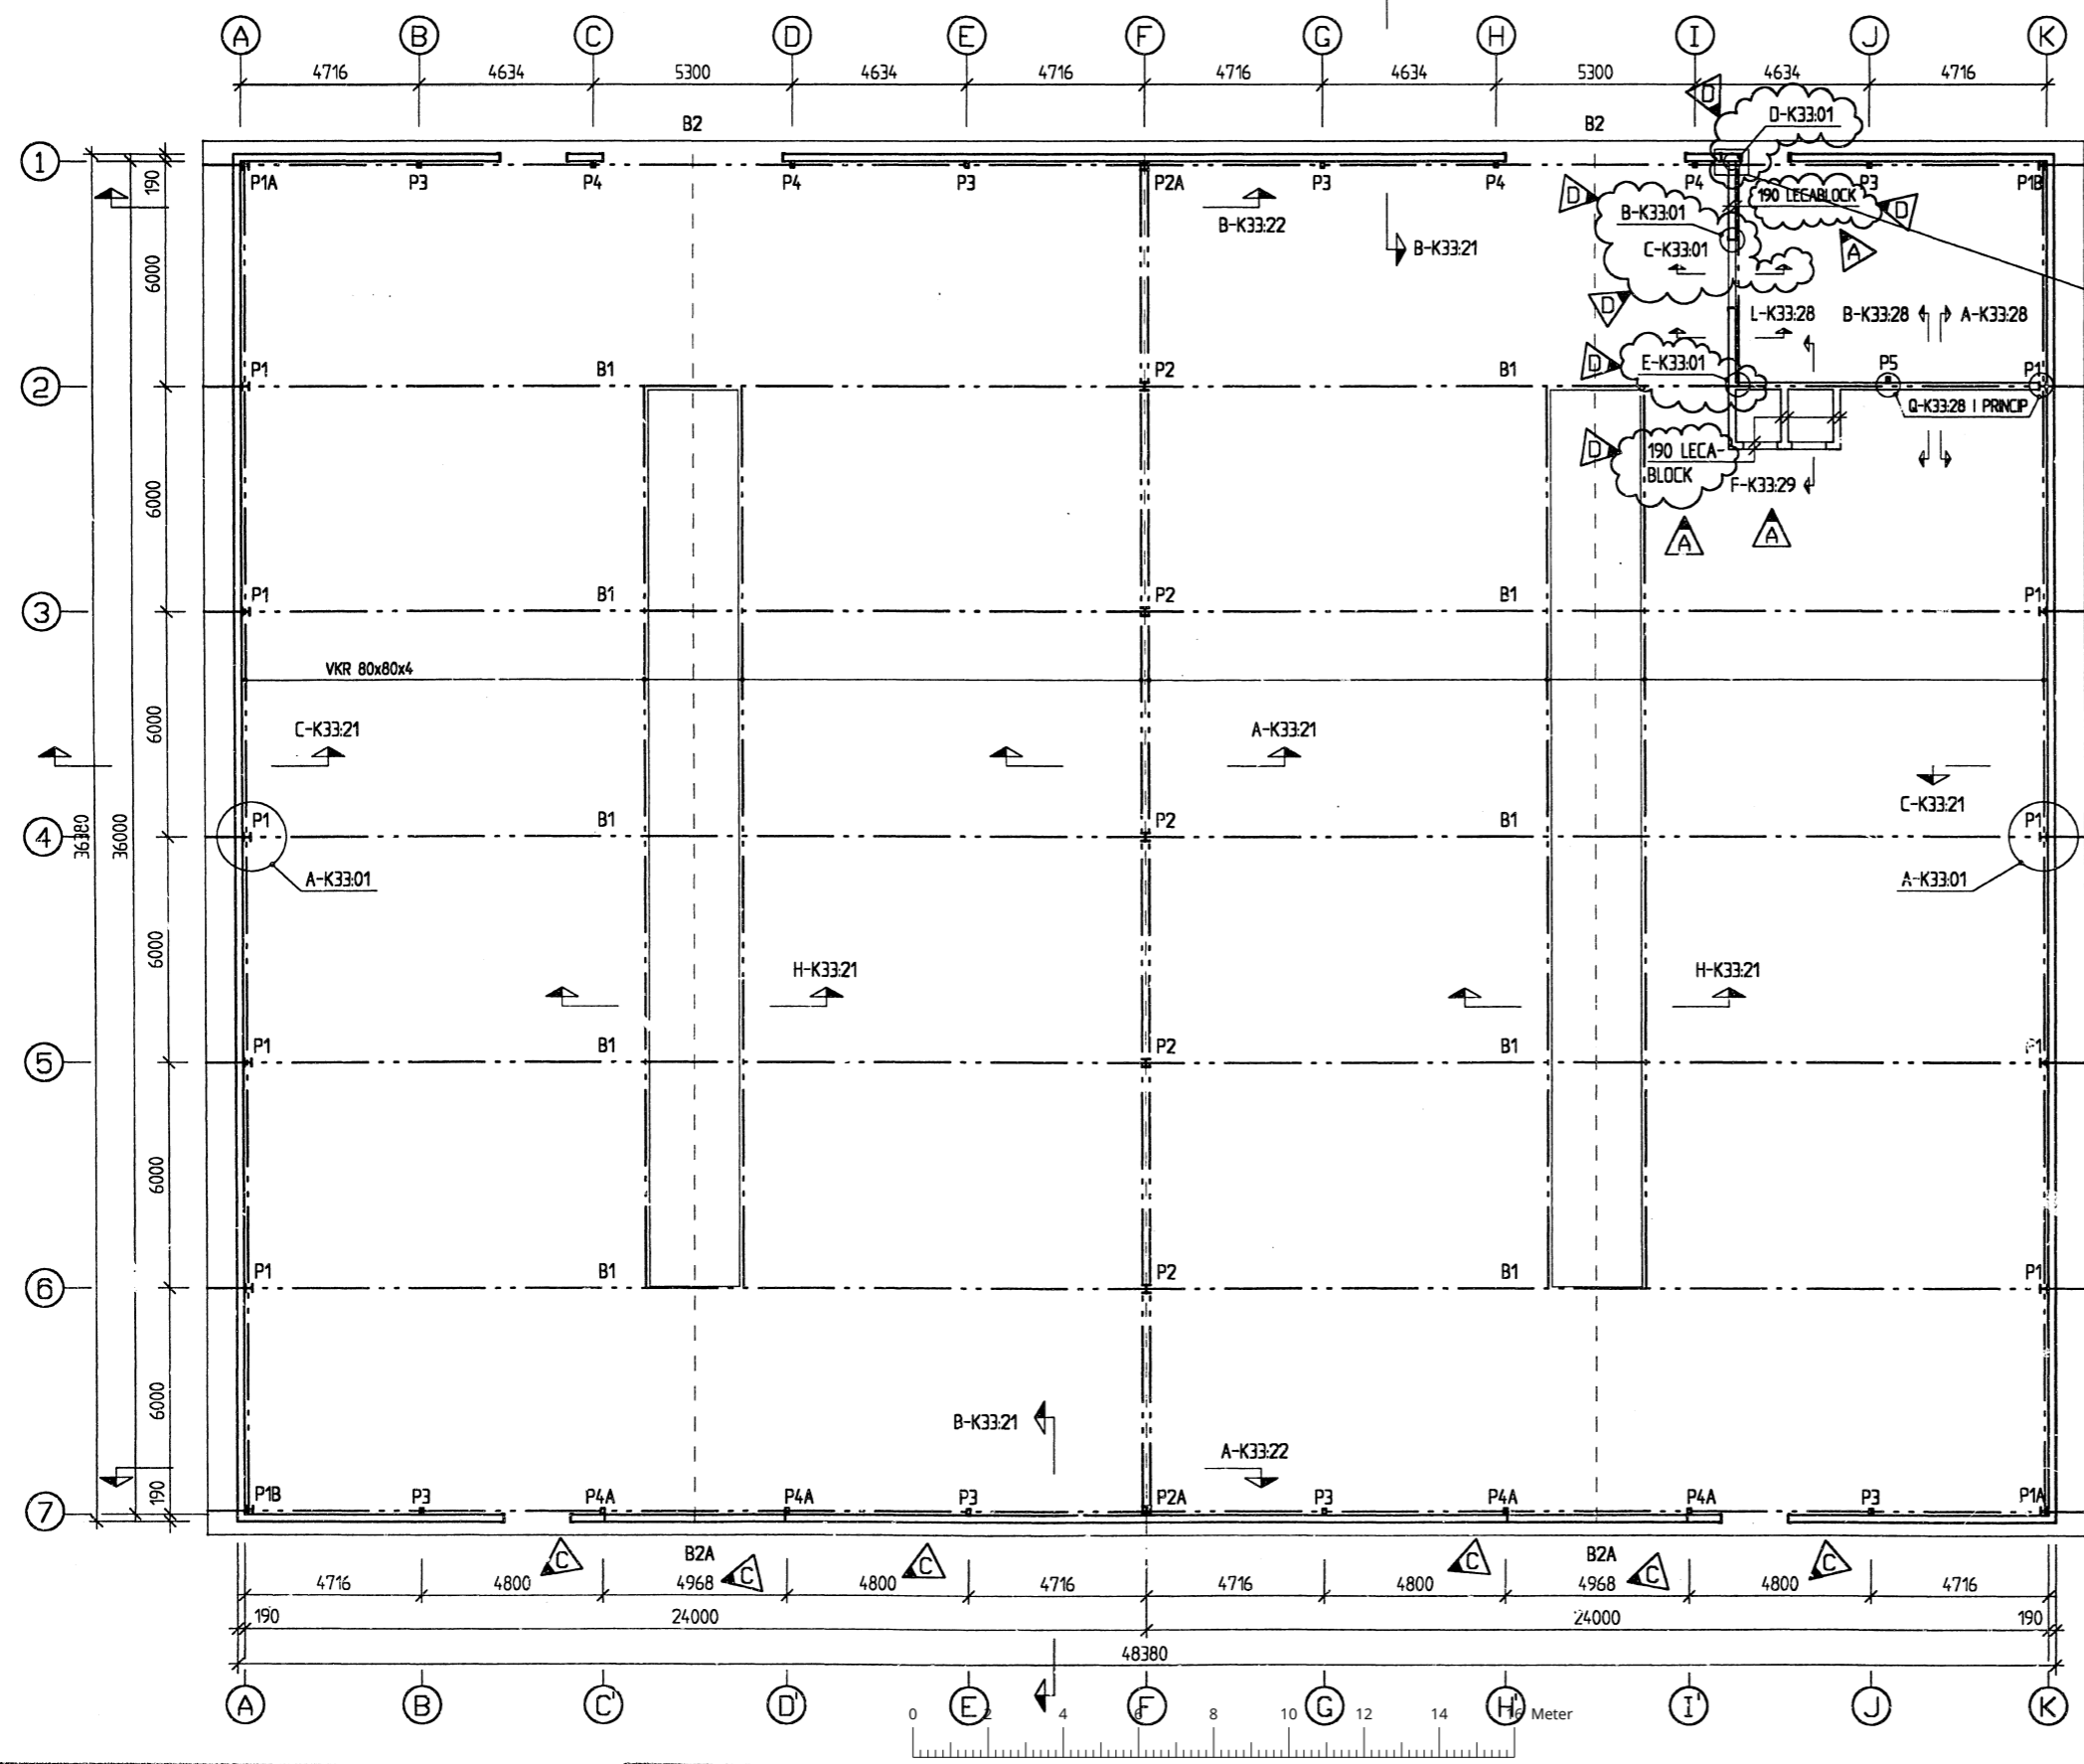 A B C D E F G H I J K
4716 4634 5300 4634 4716 4716 4634 5300 4634 4716
D
D-K33:01
B2 B2
1
190
P1A P3 P4 P4 P3 P2A P3 P4 P4 P3 P1B
D 190 LECABLOCK D
B-K33:01
B-K33:22 B-K33:21 C-K33:01 A
6000
D L-K33:28 B-K33:28 A-K33:28
D E-K33:01 P5
2 P1 B1 P2 B1 P1
Q-K33:28 I PRINCIP
D 190 LECA-
BLOCK F-K33:29
6000
A A
3 P1 B1 P2 B1 P1
VKR 80x80x4
6000 C-K33:21 A-K33:21
C-K33:21
4 36380 36000 P1 B1 P2 B1 P1
A-K33:01 A-K33:01
6000 H-K33:21 H-K33:21
5 P1 B1 P2 B1 P1
6000
6 P1 B1 P2 B1 P1
6000 B-K33:21
A-K33:22
190 P1B P3 P4A P4A P3 P2A P3 P4A P4A P3 P1A
7
C B2A C C C B2A C C
4716 4800 4968 4800 4716 4716 4800 4968 4800 4716
190 24000 24000 190
48380
A B C' D' E F G H' I' J K
0 2 4 6 8 10 12 14 16 Meter